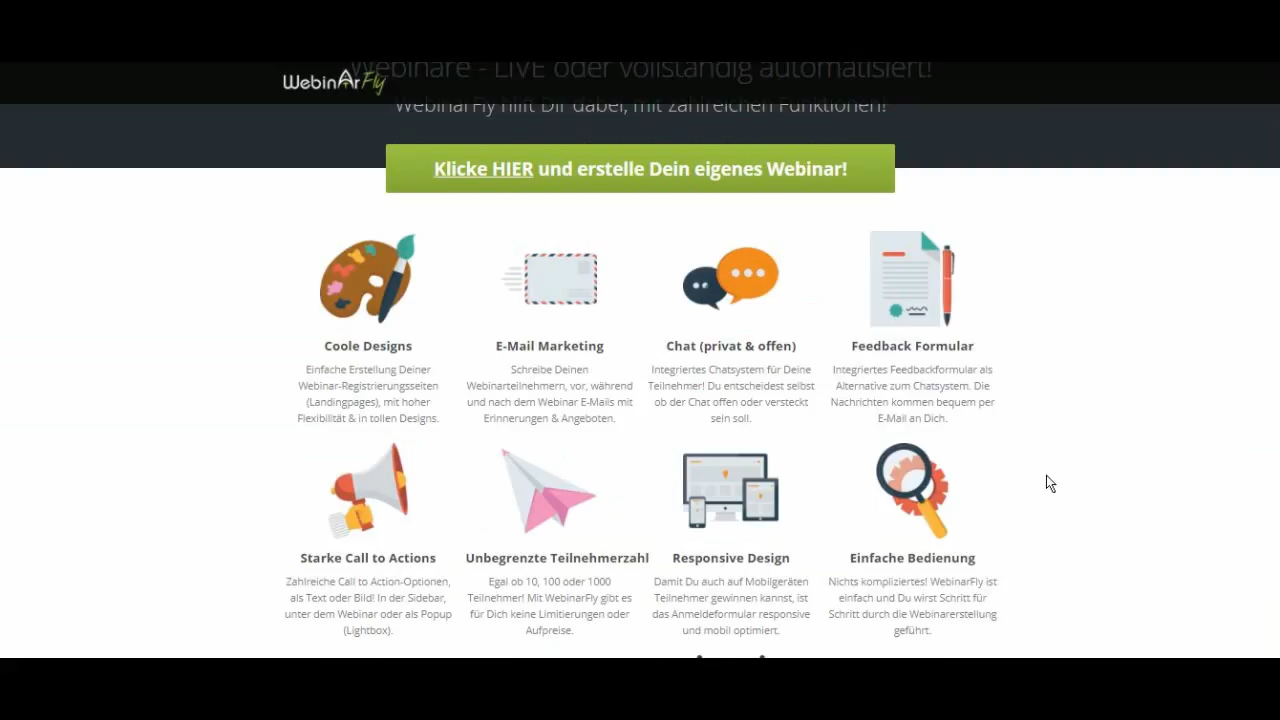 Webinare - LIVE oder vollständig automatisiert!
WebinArFly
WebinarFly hilft Dir dabei, mit zahlreichen Funktionen!
Klicke HIER und erstelle Dein eigenes Webinar!
Coole Designs
Einfache Erstellung Deiner
Webinar-Registrierungsseiten
(Landingpages), mit hoher
Flexibilität & in tollen Designs.
E-Mail Marketing
Schreibe Deinen
Webinarteilnehmern, vor, während
und nach dem Webinar E-Mails mit
Erinnerungen & Angeboten.
Chat (privat & offen)
Integriertes Chatsystem für Deine
Teilnehmer! Du entscheidest selbst
ob der Chat offen oder versteckt
sein soll.
Feedback Formular
Integriertes Feedbackformular als
Alternative zum Chatsystem. Die
Nachrichten kommen bequem per
E-Mail an Dich.
Starke Call to Actions
Zahlreiche Call to Action-Optionen,
als Text oder Bild! In der Sidebar,
unter dem Webinar oder als Popup
(Lightbox).
Unbegrenzte Teilnehmerzahl
Egal ob 10, 100 oder 1000
Teilnehmer! Mit WebinarFly gibt es
für Dich keine Limitierungen oder
Aufpreise.
Responsive Design
Damit Du auch auf Mobilgeräten
Teilnehmer gewinnen kannst, ist
das Anmeldeformular responsive
und mobil optimiert.
Einfache Bedienung
Nichts kompliziertes! WebinarFly ist
einfach und Du wirst Schritt für
Schritt durch die Webinarerstellung
geführt.